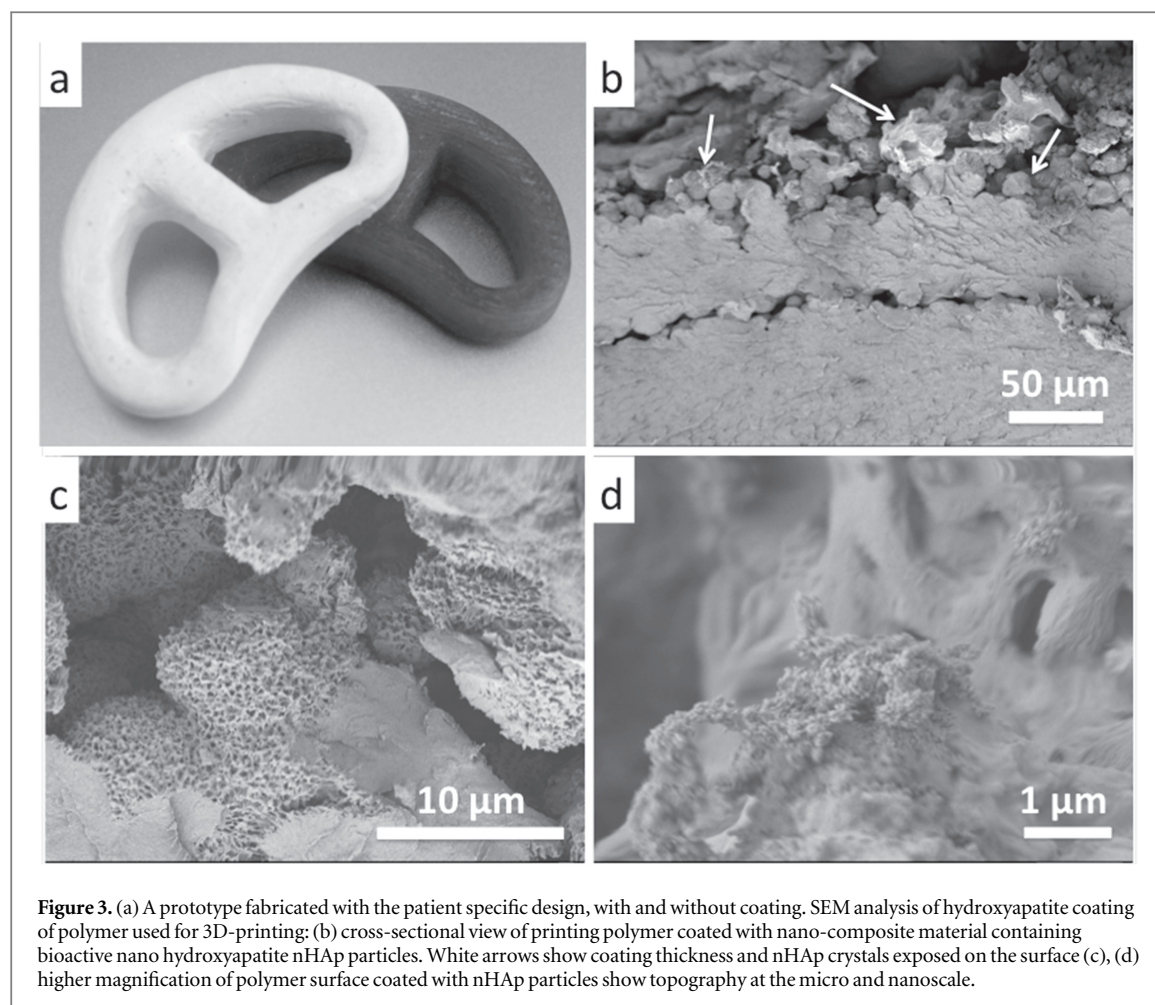 a
b
50 µm
c
10 µm
d
1 µm
Figure 3. (a) A prototype fabricated with the patient specific design, with and without coating. SEM analysis of hydroxyapatite coating
of polymer used for 3D-printing: (b) cross-sectional view of printing polymer coated with nano-composite material containing
bioactive nano hydroxyapatite nHAp particles. White arrows show coating thickness and nHAp crystals exposed on the surface (c), (d)
higher magnification of polymer surface coated with nHAp particles show topography at the micro and nanoscale.